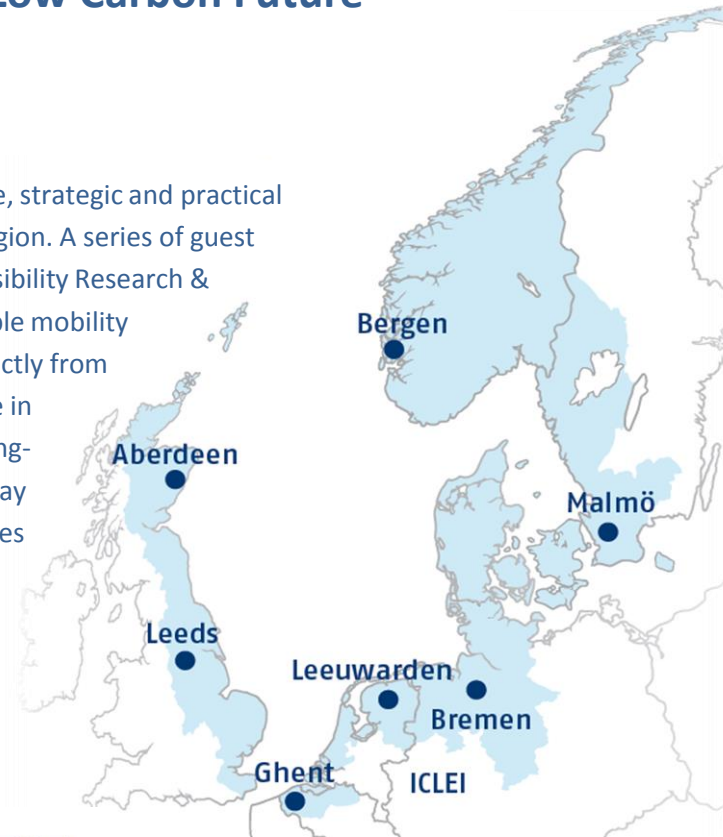 Low Carbon Future
e, strategic and practical
gion. A series of guest
sibility Research &
ble mobility
ctly from
e in
ng-
ay
es
Bergen
Aberdeen
Malmö
Leeds
Leeuwarden
Bremen
Ghent
ICLEI